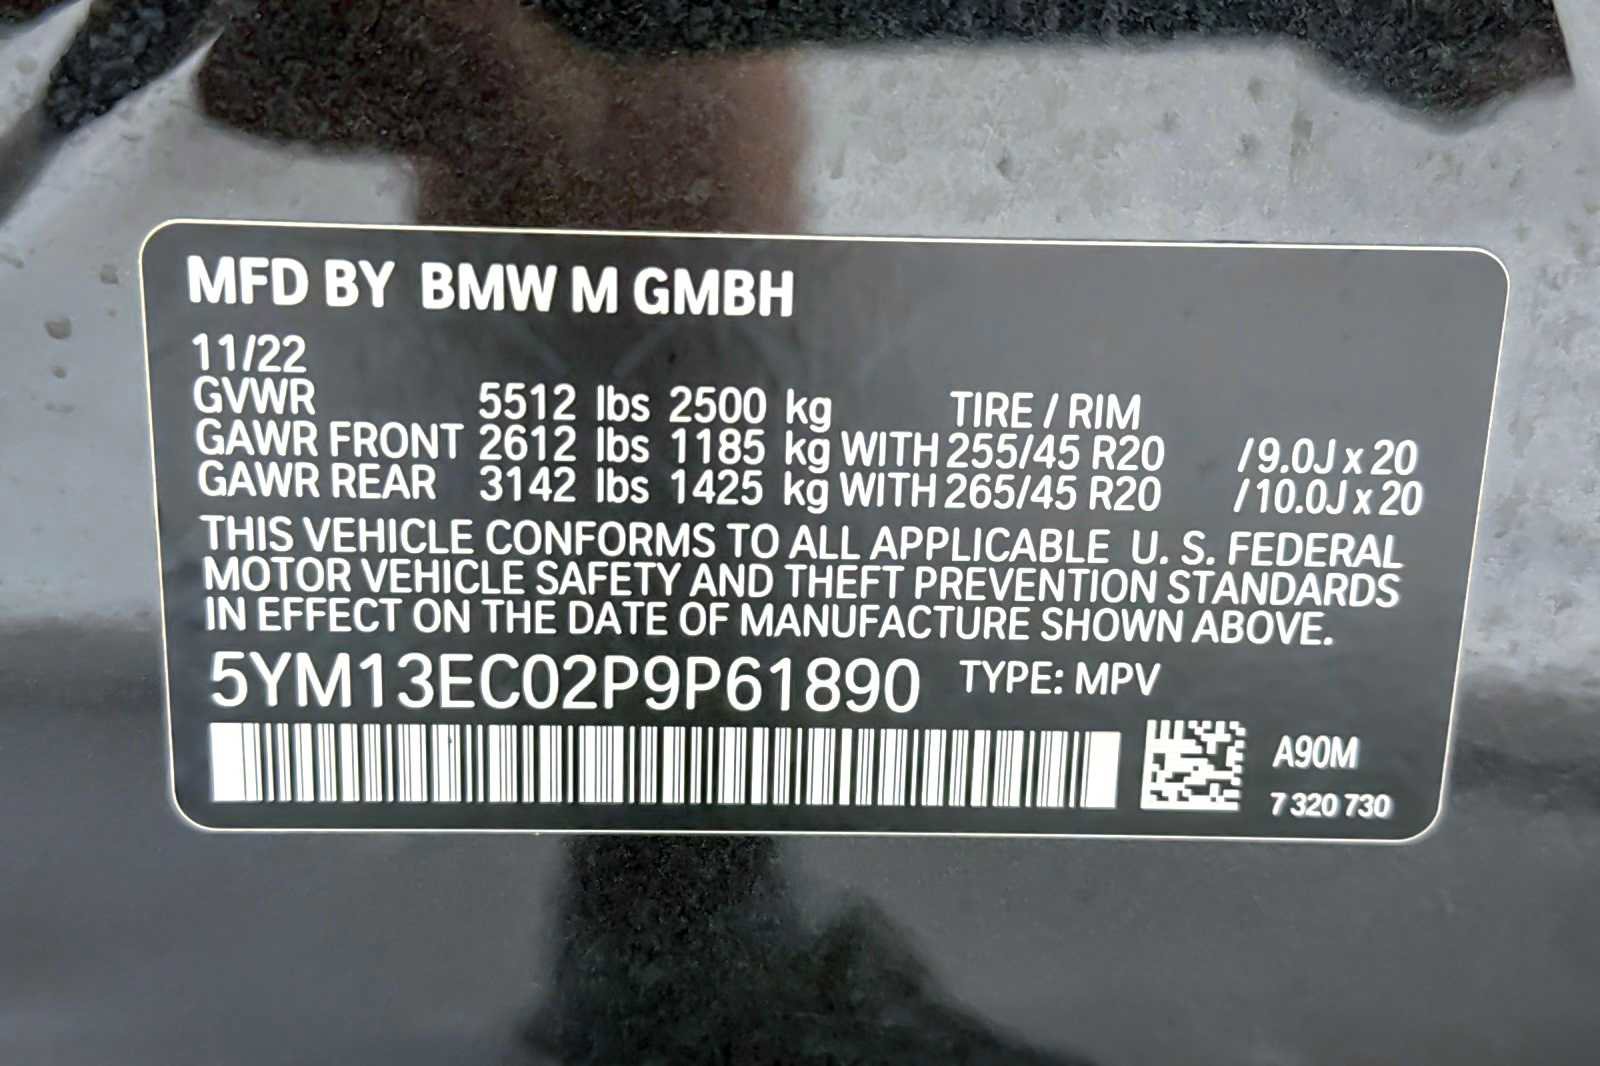 MFD BY BMW M GMBH
11/22
GVWR 5512 lbs 2500 kg TIRE / RIM
GAWR FRONT 2612 lbs 1185 kg WITH 255/45 R20 /9.0J x 20
GAWR REAR 3142 lbs 1425 kg WITH 265/45 R20 /10.0J x 20
THIS VEHICLE CONFORMS TO ALL APPLICABLE U. S. FEDERAL
MOTOR VEHICLE SAFETY AND THEFT PREVENTION STANDARDS
IN EFFECT ON THE DATE OF MANUFACTURE SHOWN ABOVE.
5YM13EC02P9P61890 TYPE: MPV
A90M
7 320 730